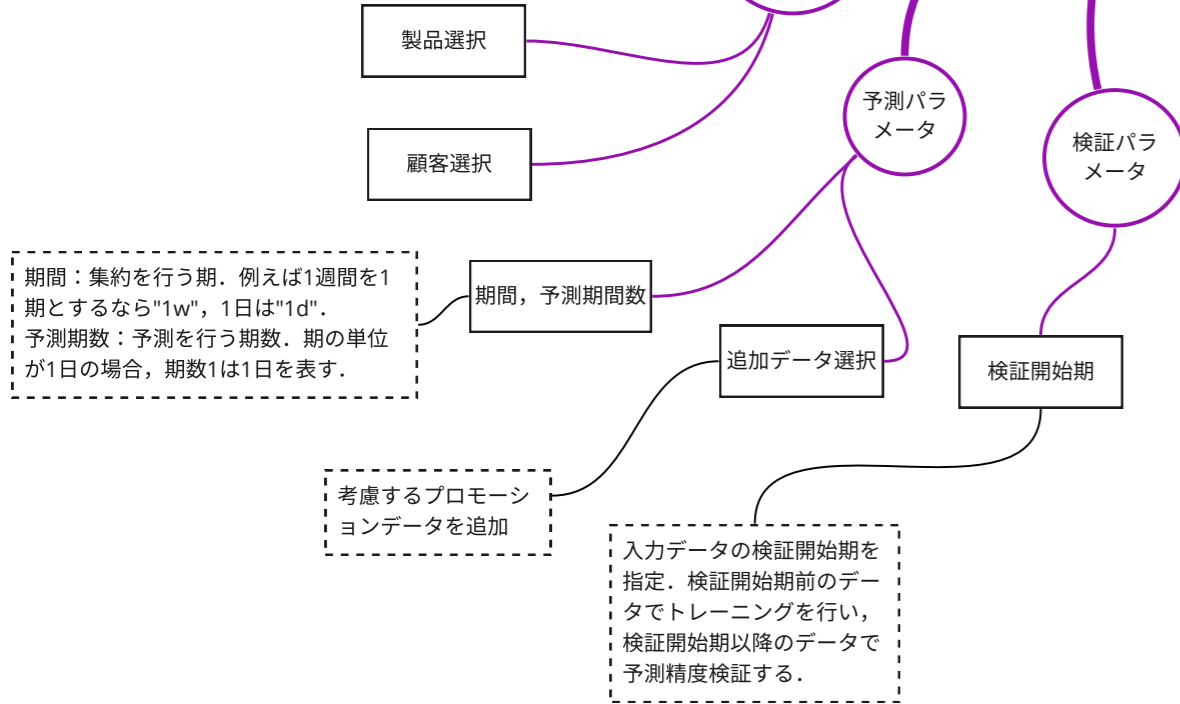 製品選択
予測パラ
メータ
検証パラ
メータ
顧客選択
期間：集約を行う期．例えば1週間を1
期とするなら"1w"，1日は"1d"．
予測期数：予測を行う期数．期の単位
が1日の場合，期数1は1日を表す．
期間，予測期間数
追加データ選択
検証開始期
考慮するプロモーシ
ョンデータを追加
入力データの検証開始期を
指定．検証開始期前のデー
タでトレーニングを行い，
検証開始期以降のデータで
予測精度検証する．